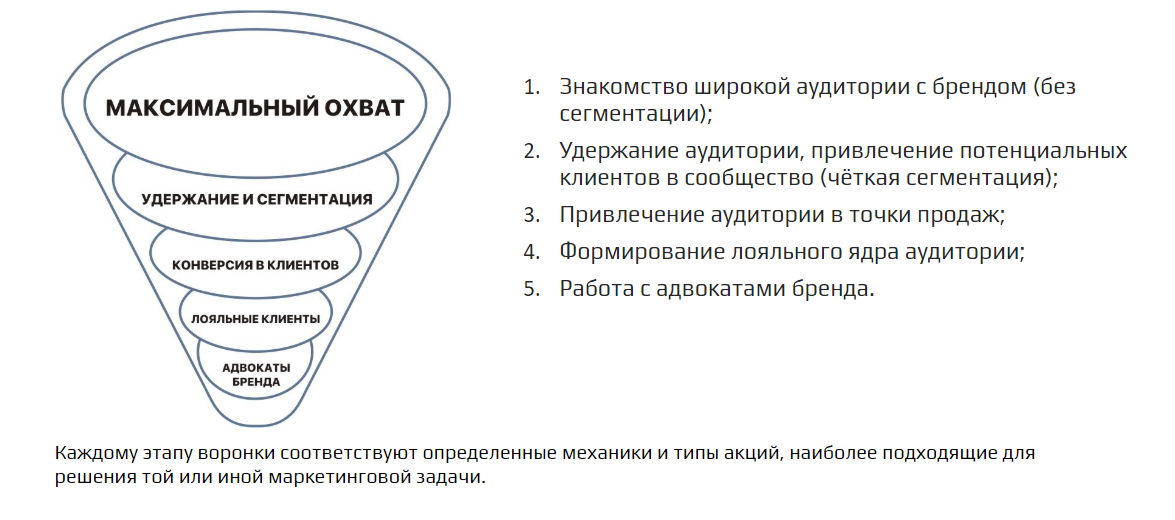 МАКСИМАЛЬНЫЙ ОХВАТ
УДЕРЖАНИЕ И СЕГМЕНТАЦИЯ
КОНВЕРСИЯ В КЛИЕНТОВ
ЛОЯЛЬНЫЕ КЛИЕНТЫ
АДВОКАТЫ
БРЕНДА
1. Знакомство широкой аудитории с брендом (без
сегментации);
2. Удержание аудитории, привлечение потенциальных
клиентов в сообщество (чёткая сегментация);
3. Привлечение аудитории в точки продаж;
4. Формирование лояльного ядра аудитории;
5. Работа с адвокатами бренда.
Каждому этапу воронки соответствуют определенные механики и типы акций, наиболее подходящие для
решения той или иной маркетинговой задачи.